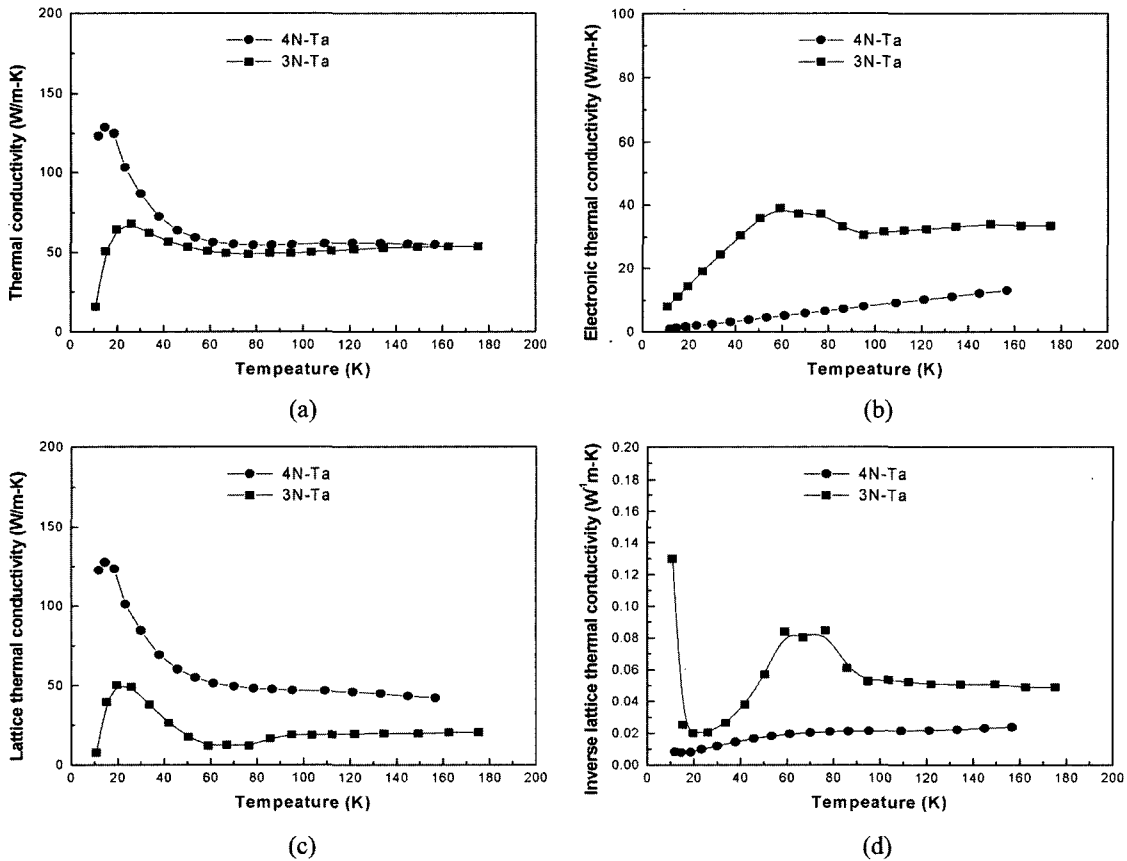 Thermal conductivity (W/m-K)
200
150
100
50
0
4N-Ta
3N-Ta
0 20 40 60 80 100 120 140 160 180 200
Tempeature (K)
(a)
Electronic thermal conductivity (W/m-K)
100
80
60
40
20
0
4N-Ta
3N-Ta
0 20 40 60 80 100 120 140 160 180 200
Tempeature (K)
(b)
Lattice thermal conductivity (W/m-K)
200
150
100
50
0
4N-Ta
3N-Ta
0 20 40 60 80 100 120 140 160 180 200
Tempeature (K)
(c)
Inverse lattice thermal conductivity (W⁻¹m-K)
0.20
0.18
0.16
0.14
0.12
0.10
0.08
0.06
0.04
0.02
0.00
4N-Ta
3N-Ta
0 20 40 60 80 100 120 140 160 180 200
Tempeature (K)
(d)